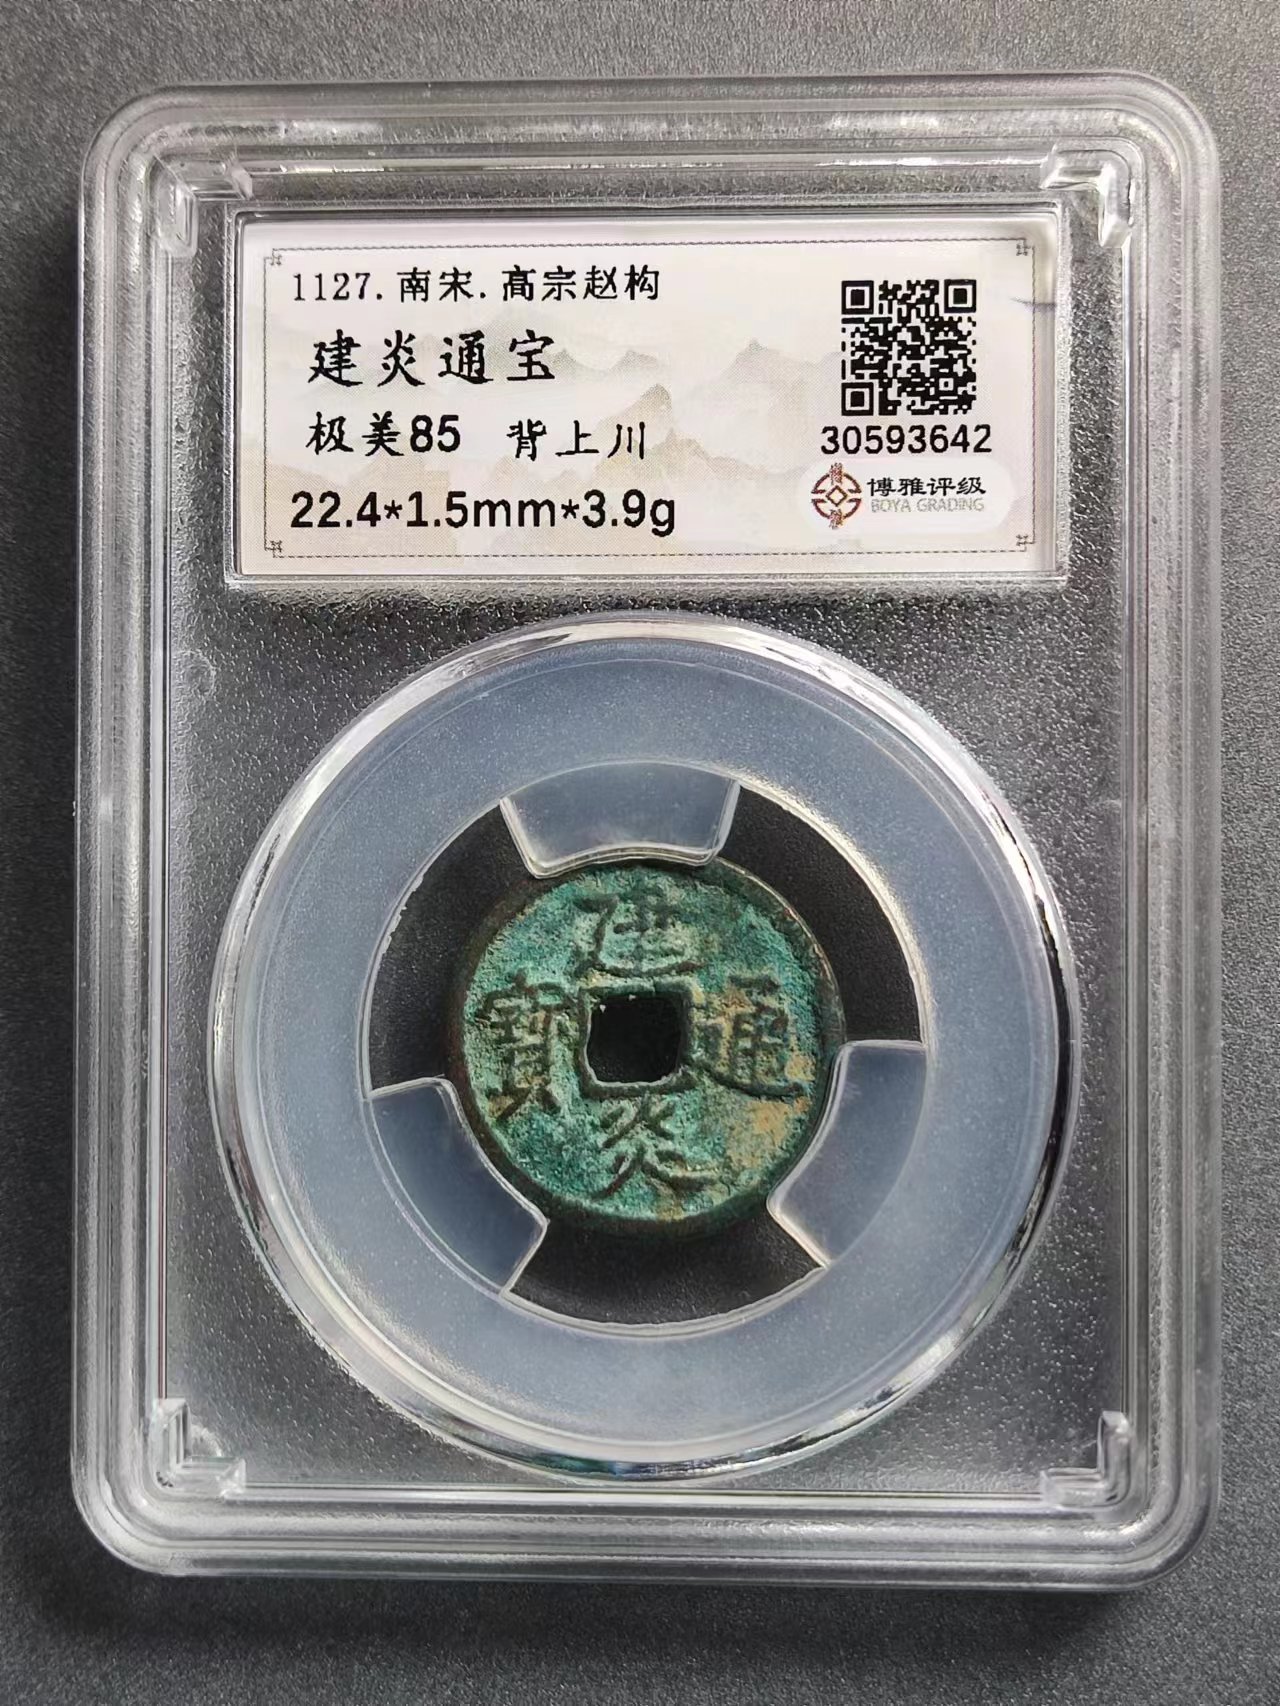 1127.南宋.高宗赵构
建炎通宝
极美85 背上川
22.4*1.5mm*3.9g
30593642
博雅评级
BOYA GRADING
建
寶 通
炎